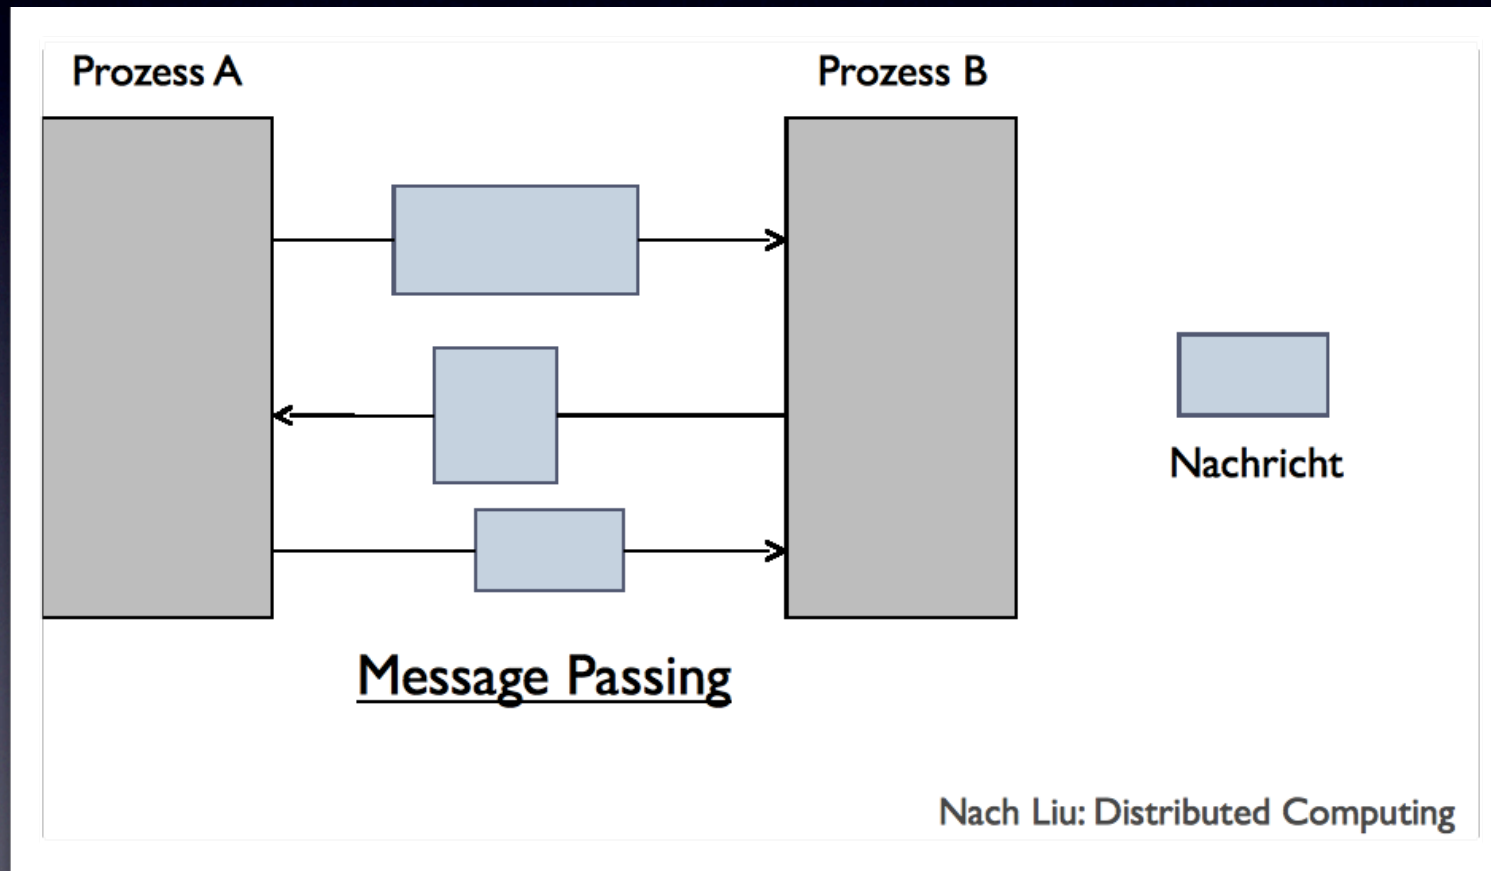 Prozess A
Prozess B
Nachricht
Message Passing
Nach Liu: Distributed Computing